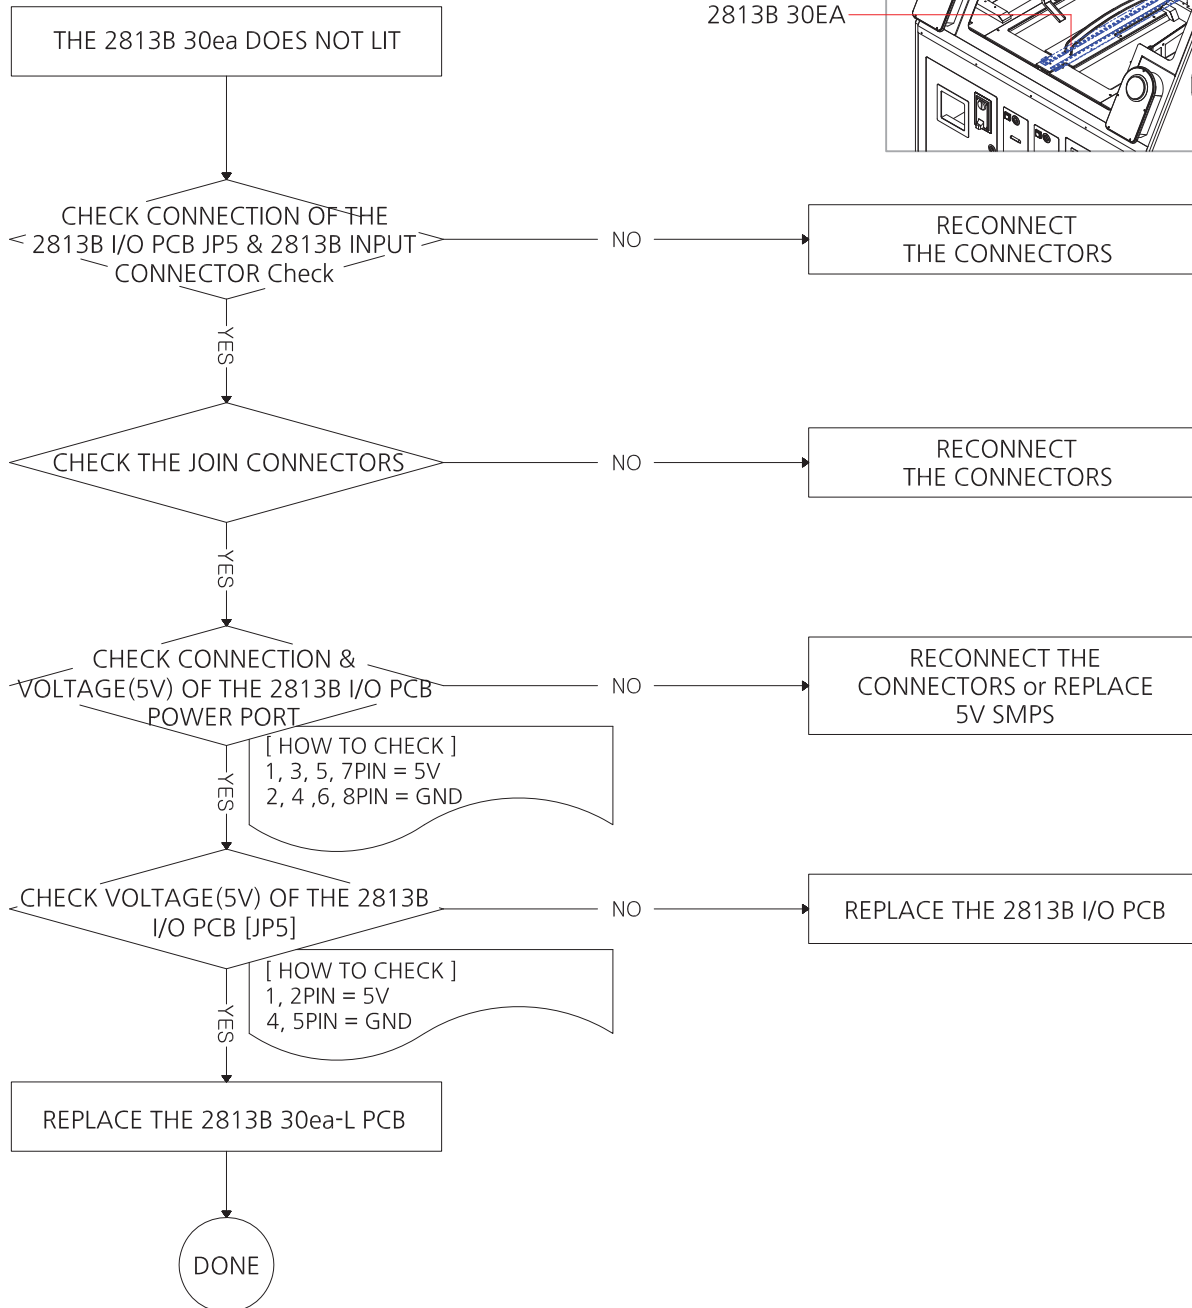 2813B 30EA
THE 2813B 30ea DOES NOT LIT
CHECK CONNECTION OF THE
2813B I/O PCB JP5 & 2813B INPUT
CONNECTOR Check
NO
RECONNECT
THE CONNECTORS
YES
CHECK THE JOIN CONNECTORS
NO
RECONNECT
THE CONNECTORS
YES
CHECK CONNECTION &
VOLTAGE(5V) OF THE 2813B I/O PCB
POWER PORT
NO
RECONNECT THE
CONNECTORS or REPLACE
5V SMPS
[ HOW TO CHECK ]
1, 3, 5, 7PIN = 5V
2, 4 ,6, 8PIN = GND
YES
CHECK VOLTAGE(5V) OF THE 2813B
I/O PCB [JP5]
NO
REPLACE THE 2813B I/O PCB
[ HOW TO CHECK ]
1, 2PIN = 5V
4, 5PIN = GND
YES
REPLACE THE 2813B 30ea-L PCB
DONE